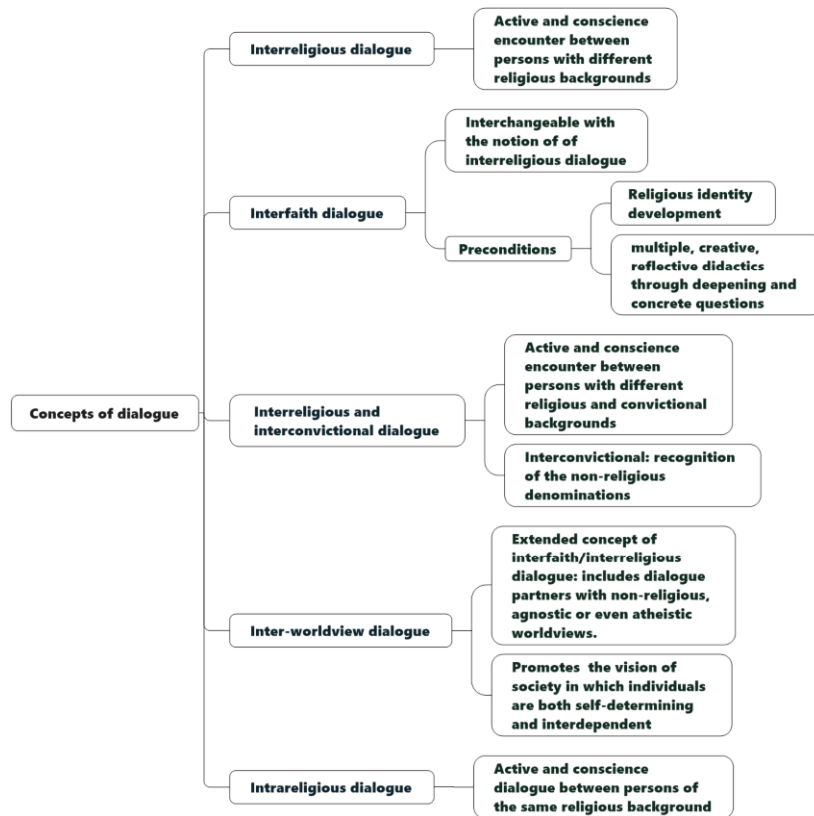 Concepts of dialogue
Interreligious dialogue
Active and conscience
encounter between
persons with different
religious backgrounds
Interfaith dialogue
Interchangeable with
the notion of of
interreligious dialogue
Preconditions
Religious identity
development
multiple, creative,
reflective didactics
through deepening and
concrete questions
Interreligious and
interconvictional dialogue
Active and conscience
encounter between
persons with different
religious and convictional
backgrounds
Interconvictional: recognition
of the non-religious
denominations
Inter-worldview dialogue
Extended concept of
interfaith/interreligious
dialogue: includes dialogue
partners with non-religious,
agnostic or even atheistic
worldviews.
Promotes the vision of
society in which individuals
are both self-determining
and interdependent
Intrareligious dialogue
Active and conscience
dialogue between persons of
the same religious background